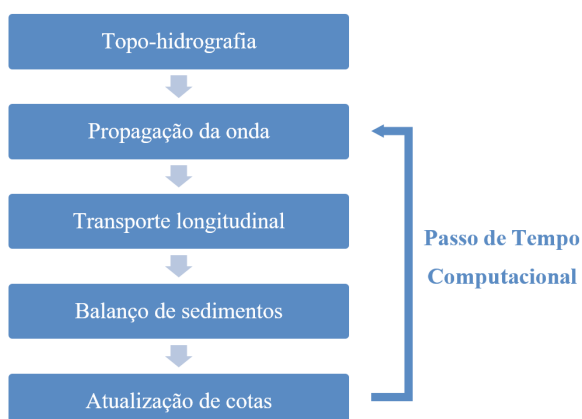 Topo-hidrografia
Propagação da onda
Transporte longitudinal
Balanço de sedimentos
Atualização de cotas
Passo de Tempo
Computacional